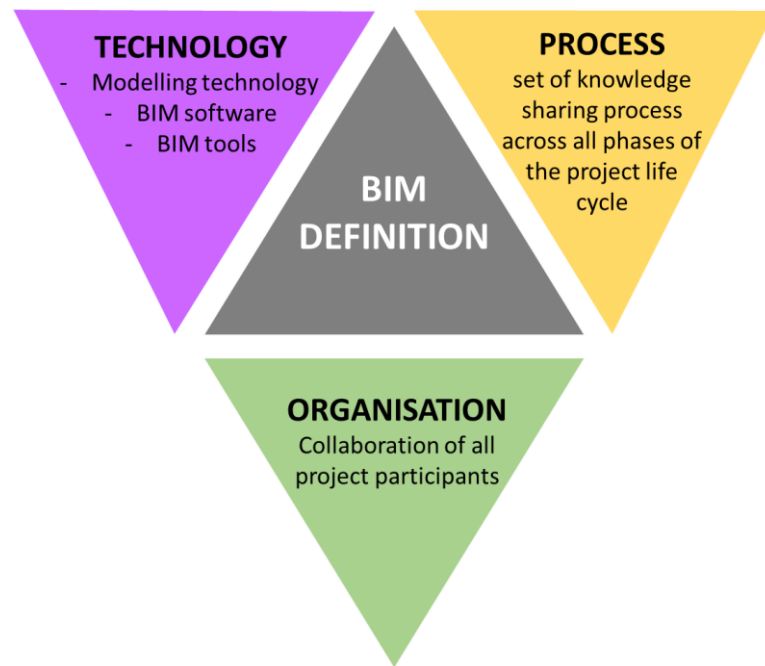 TECHNOLOGY
- Modelling technology
- BIM software
- BIM tools
PROCESS
set of knowledge
sharing process
across all phases of
the project life
cycle
BIM
DEFINITION
ORGANISATION
Collaboration of all
project participants